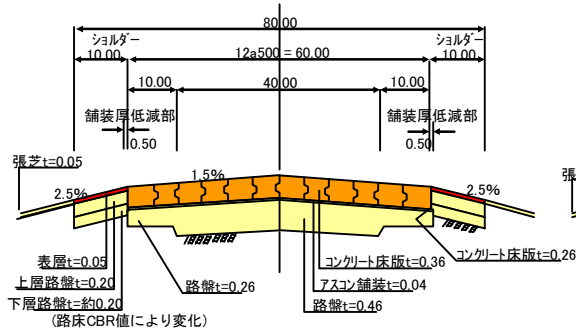 80.00
ショルダー
ショルダー
10.00
12a500 = 60.00
10.00
10.00
40.00
10.00
舗装厚低減部
舗装厚低減部
0.50
0.50
張芝t=0.05
張
1.5%
2.5%
2.5%
表層t=0.05
上層路盤t=0.20
下層路盤t=約0.20
(路床CBR値により変化)
路盤t=0.26
コンクリート床版t=0.36
アスコン舗装t=0.04
路盤t=0.46
コンクリート床版t=0.26